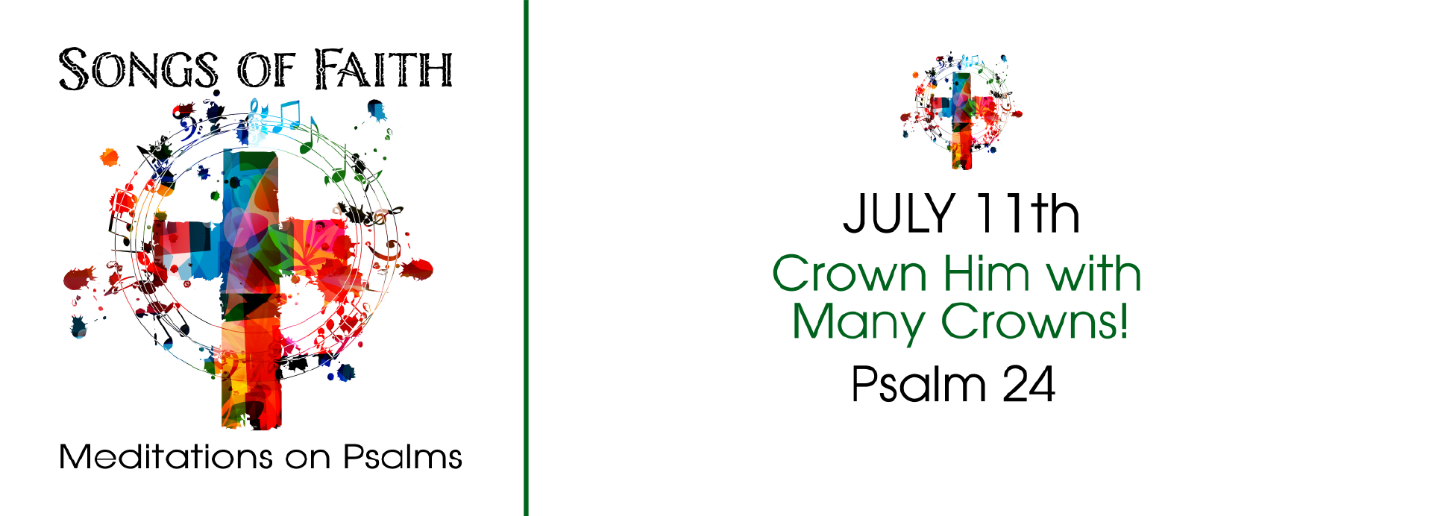 Songs of Faith
Meditations on Psalms
JULY 11th
Crown Him with
Many Crowns!
Psalm 24